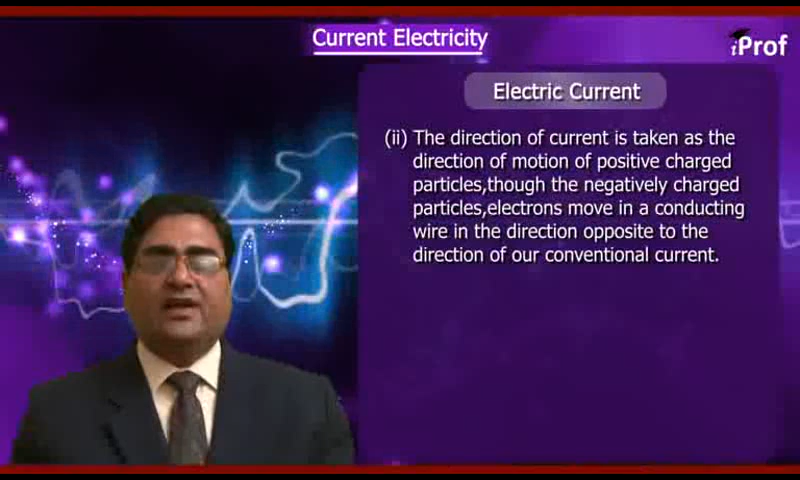 Current Electricity
iProf
Electric Current
(ii) The direction of current is taken as the
direction of motion of positive charged
particles,though the negatively charged
particles,electrons move in a conducting
wire in the direction opposite to the
direction of our conventional current.